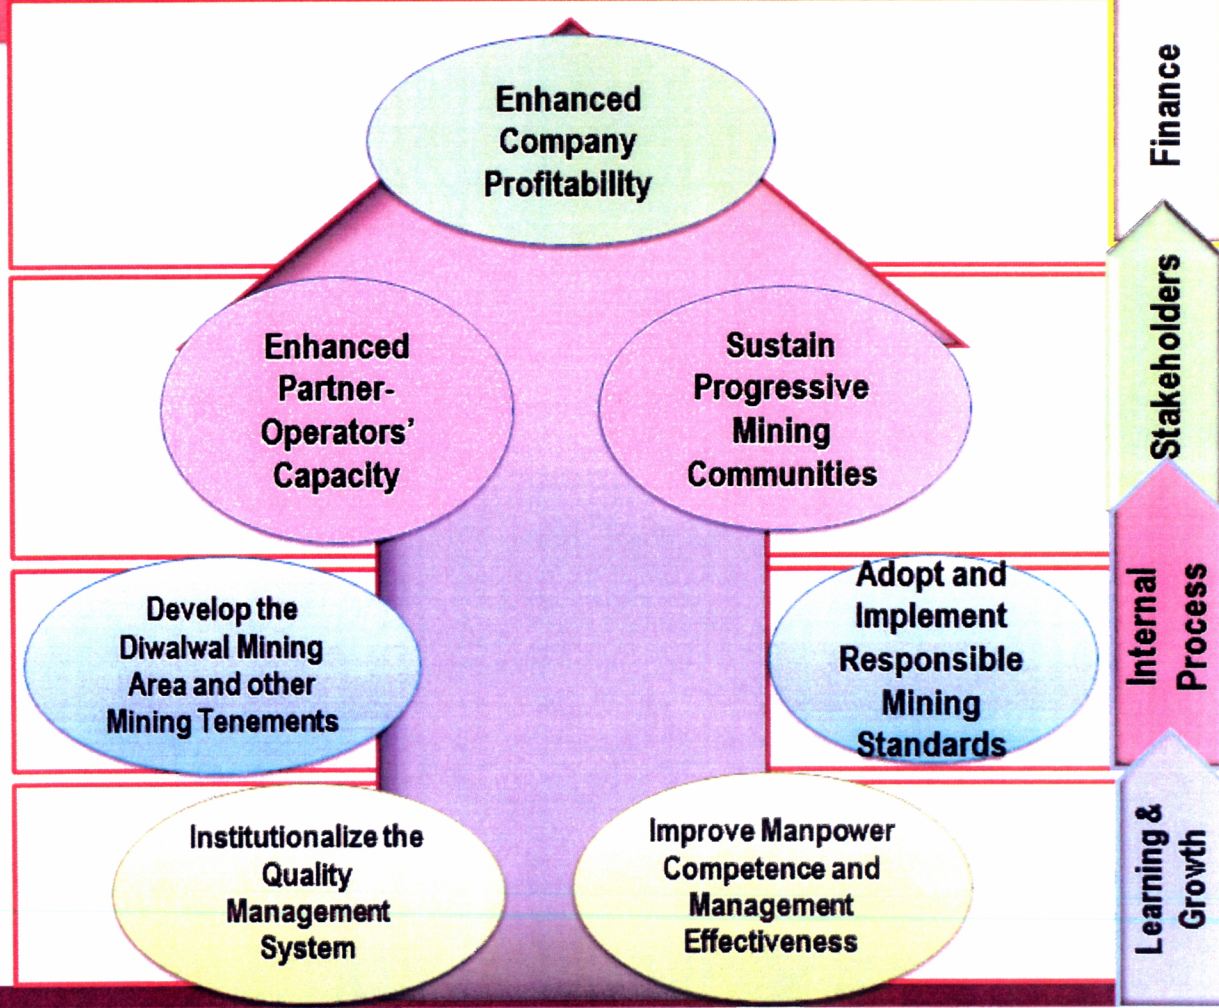 Enhanced
Company
Profitability
Finance
Enhanced
Partner-
Operators’
Capacity
Sustain
Progressive
Mining
Communities
Stakeholders
Develop the
Diwalwal Mining
Area and other
Mining Tenements
Adopt and
Implement
Responsible
Mining
Standards
Internal
Process
Institutionalize the
Quality
Management
System
Improve Manpower
Competence and
Management
Effectiveness
Learning &
Growth